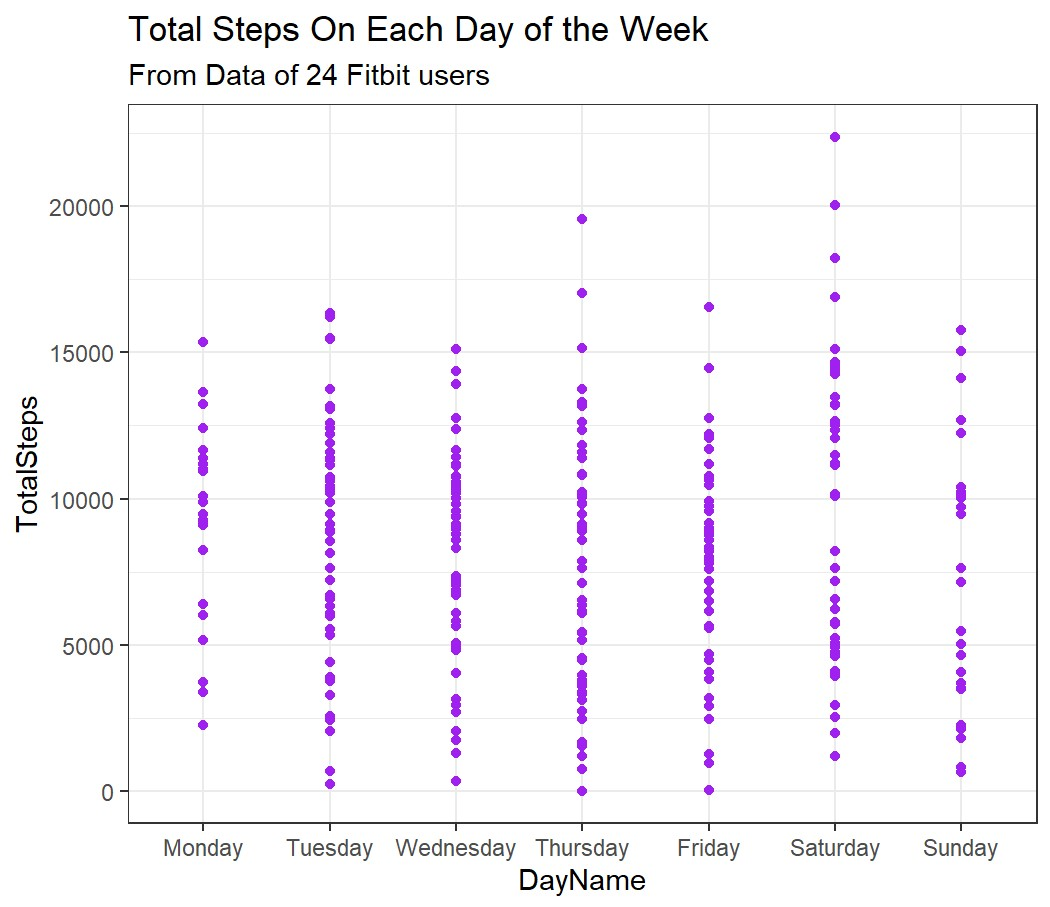 Total Steps On Each Day of the Week
From Data of 24 Fitbit users
TotalSteps
20000
15000
10000
5000
0
Monday Tuesday Wednesday Thursday Friday Saturday Sunday
DayName